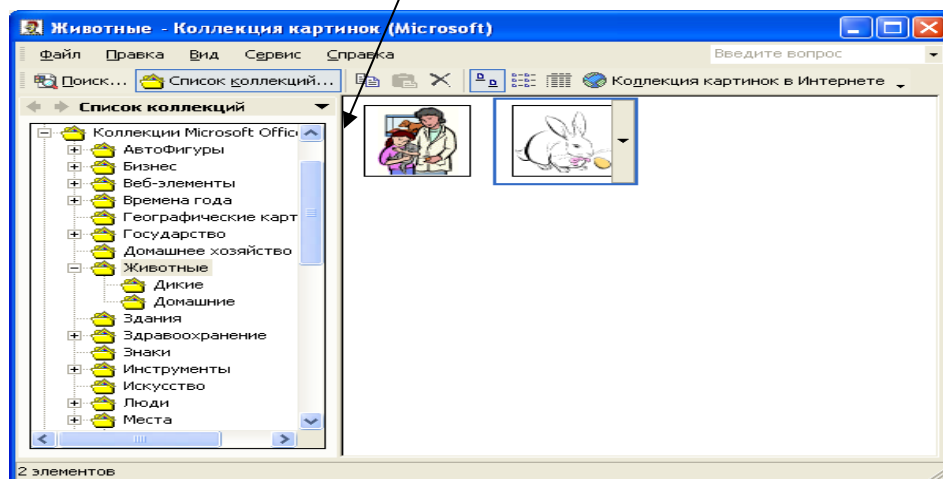 Животные - Коллекция картинок (Microsoft)
Файл Правка Вид Сервис Справка Введите вопрос
Поиск... Список коллекций... Коллекция картинок в Интернете
Список коллекций
Коллекции Microsoft Offic
АвтоФигуры
Бизнес
Веб-элементы
Времена года
Географические карт
Государство
Домашнее хозяйство
Животные
Дикие
Домашние
Здания
Здравоохранение
Знаки
Инструменты
Искусство
Люди
Места
2 элементов